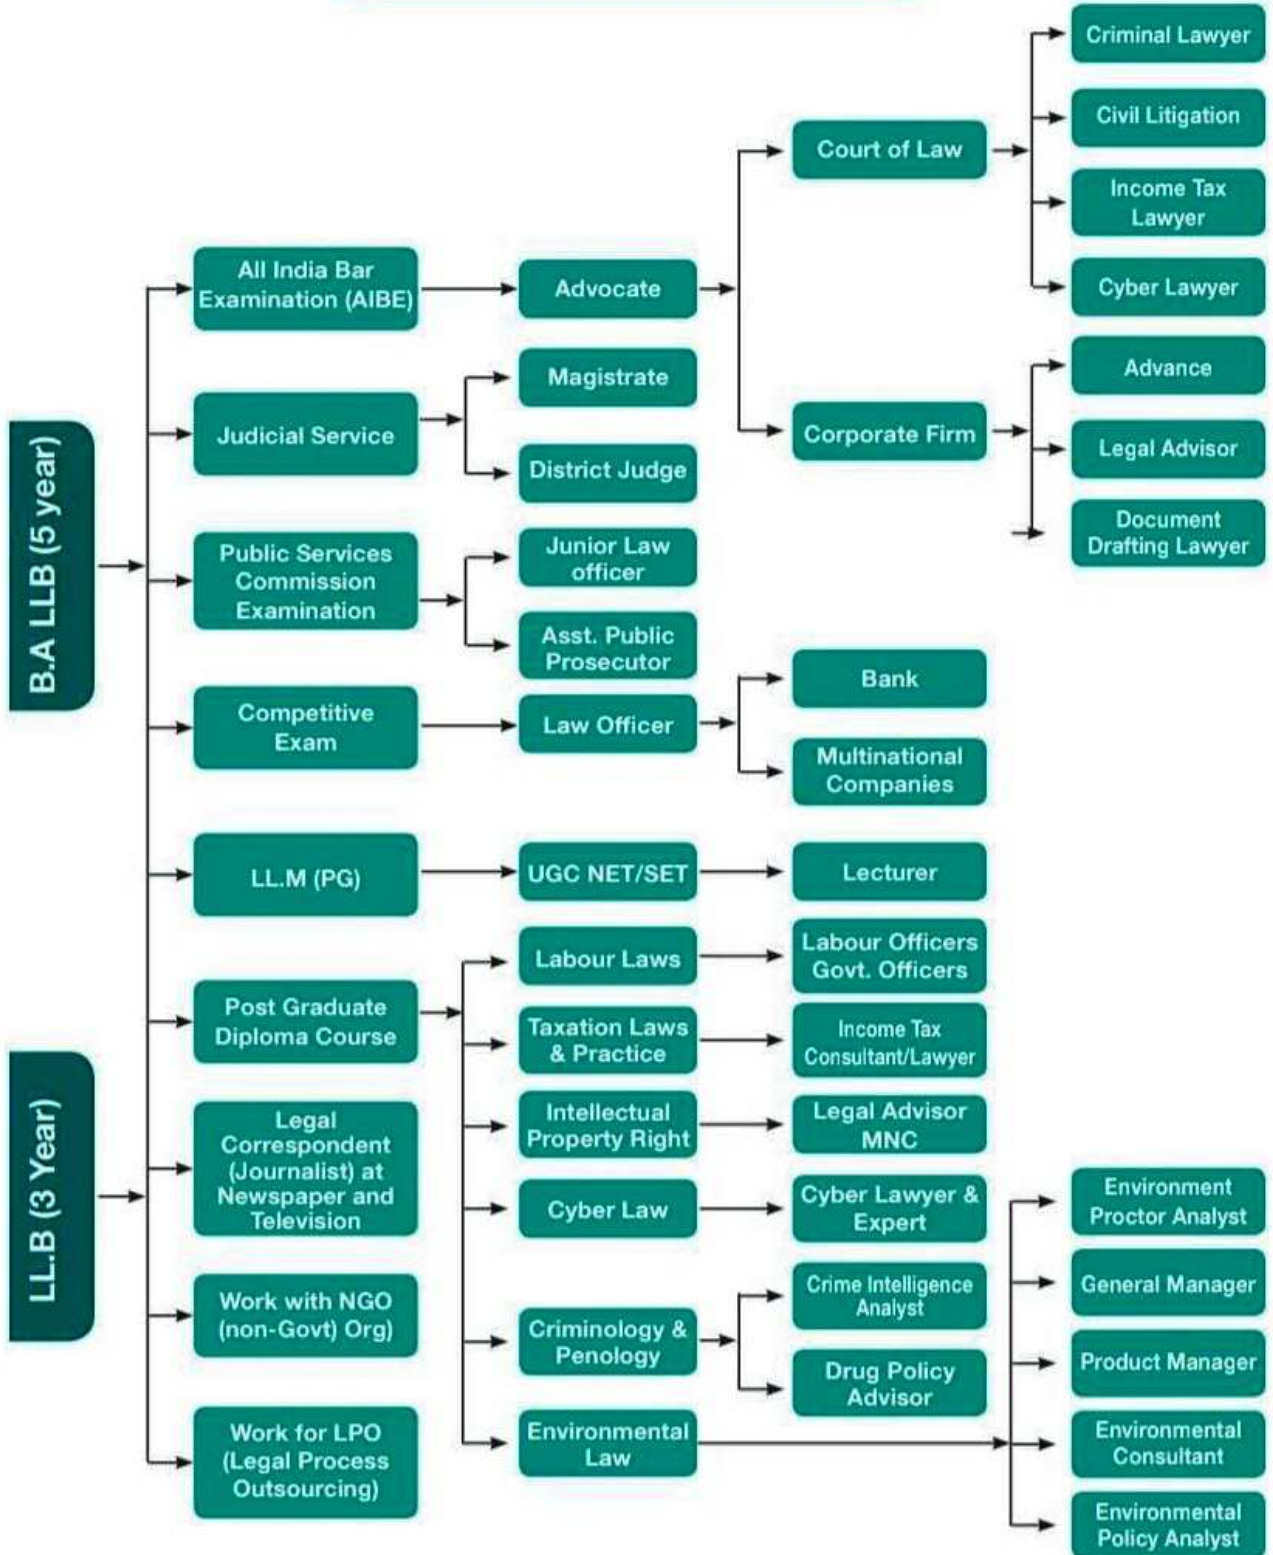 B.A LLB (5 year)
LL.B (3 Year)
All India Bar
Examination (AIBE)
Judicial Service
Public Services
Commission
Examination
Competitive
Exam
LL.M (PG)
Post Graduate
Diploma Course
Legal
Correspondent
(Journalist) at
Newspaper and
Television
Work with NGO
(non-Govt) Org)
Work for LPO
(Legal Process
Outsourcing)
Advocate
Magistrate
District Judge
Junior Law
officer
Asst. Public
Prosecutor
Law Officer
UGC NET/SET
Labour Laws
Taxation Laws
& Practice
Intellectual
Property Right
Cyber Law
Criminology &
Penology
Environmental
Law
Court of Law
Corporate Firm
Bank
Multinational
Companies
Lecturer
Labour Officers
Govt. Officers
Income Tax
Consultant/Lawyer
Legal Advisor
MNC
Cyber Lawyer &
Expert
Crime Intelligence
Analyst
Drug Policy
Advisor
Criminal Lawyer
Civil Litigation
Income Tax
Lawyer
Cyber Lawyer
Advance
Legal Advisor
Document
Drafting Lawyer
Environment
Proctor Analyst
General Manager
Product Manager
Environmental
Consultant
Environmental
Policy Analyst